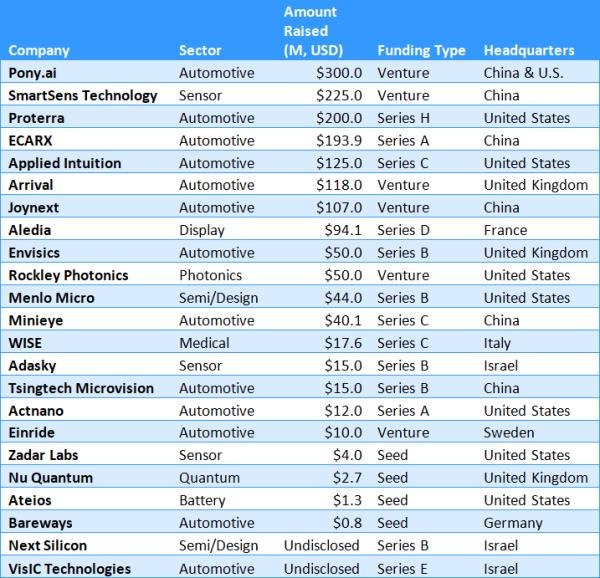 Amount
Raised
Company Sector (M, USD) Funding Type Headquarters
Pony.ai Automotive $300.0 Venture China & U.S.
SmartSens Technology Sensor $225.0 Venture China
Proterra Automotive $200.0 Series H United States
ECARX Automotive $193.9 Series A China
Applied Intuition Automotive $125.0 Series C United States
Arrival Automotive $118.0 Venture United Kingdom
Joynext Automotive $107.0 Venture China
Aledia Display $94.1 Series D France
Envisics Automotive $50.0 Series B United Kingdom
Rockley Photonics Photonics $50.0 Venture United States
Menlo Micro Semi/Design $44.0 Series B United States
Minieye Automotive $40.1 Series C China
WISE Medical $17.6 Series C Italy
Adasky Sensor $15.0 Series B Israel
Tsingtech Microvision Automotive $15.0 Series B China
Actnano Automotive $12.0 Series A United States
Einride Automotive $10.0 Venture Sweden
Zadar Labs Sensor $4.0 Seed United States
Nu Quantum Quantum $2.7 Seed United Kingdom
Ateios Battery $1.3 Seed United States
Bareways Automotive $0.8 Seed Germany
Next Silicon Semi/Design Undisclosed Series B Israel
VisIC Technologies Automotive Undisclosed Series E Israel